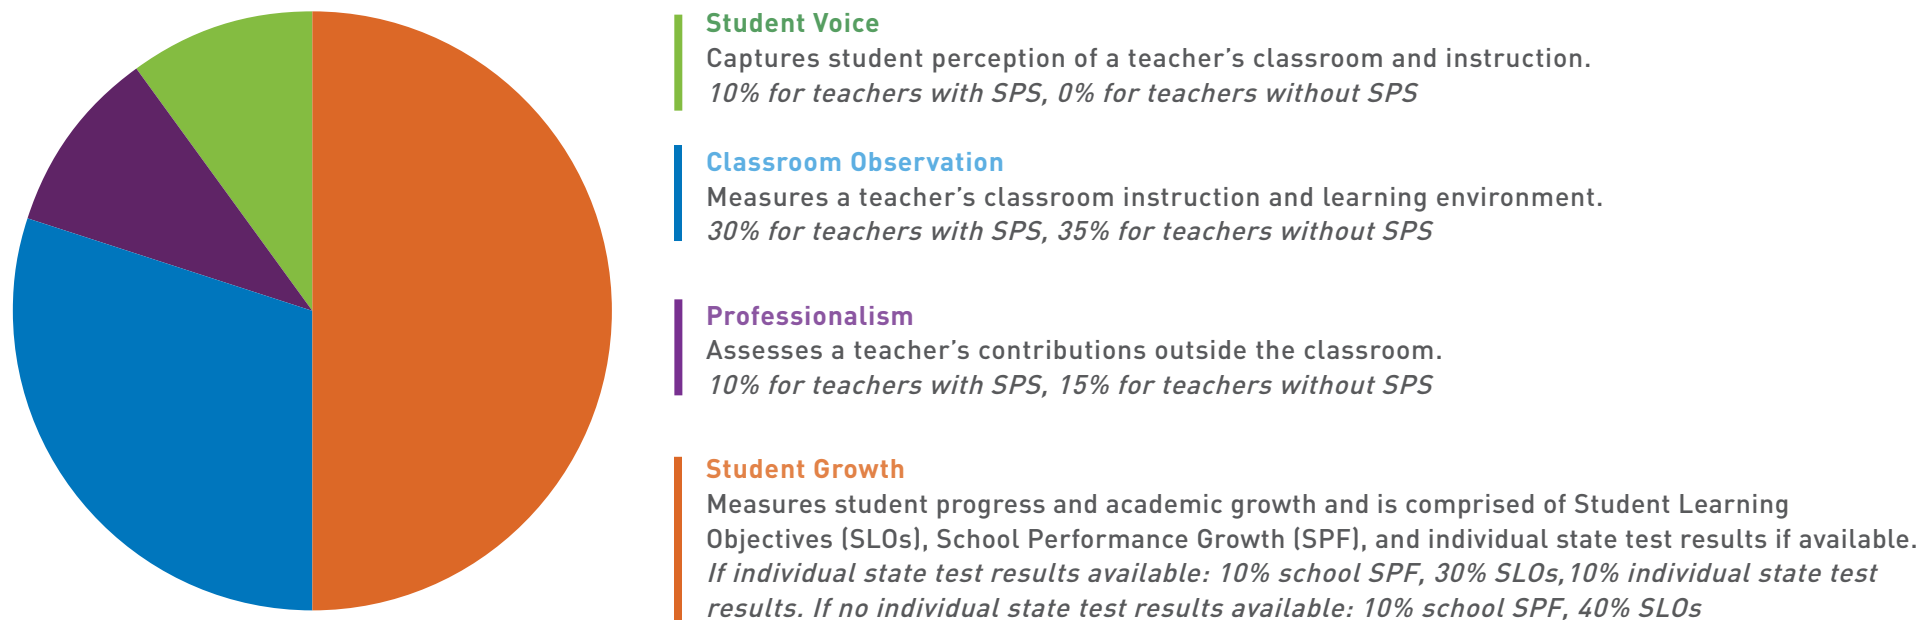 Student Voice
Captures student perception of a teacher’s classroom and instruction.
10% for teachers with SPS, 0% for teachers without SPS
Classroom Observation
Measures a teacher’s classroom instruction and learning environment.
30% for teachers with SPS, 35% for teachers without SPS
Professionalism
Assesses a teacher’s contributions outside the classroom.
10% for teachers with SPS, 15% for teachers without SPS
Student Growth
Measures student progress and academic growth and is comprised of Student Learning
Objectives (SLOs), School Performance Growth (SPF), and individual state test results if available.
If individual state test results available: 10% school SPF, 30% SLOs,10% individual state test
results. If no individual state test results available: 10% school SPF, 40% SLOs